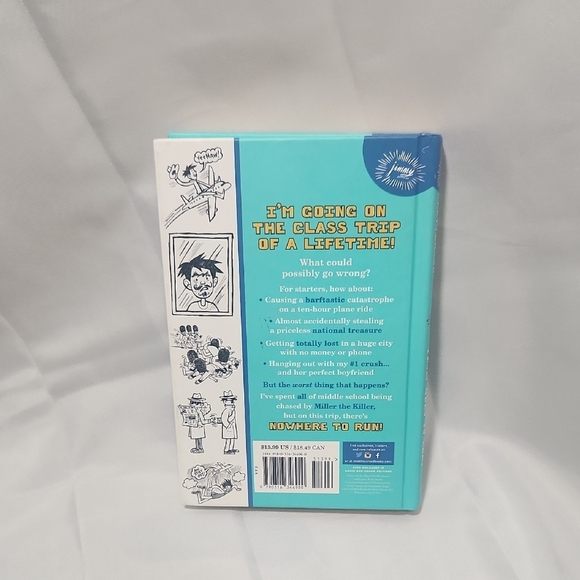 YEEHAW!
jimmy
I'M GOING ON
THE CLASS TRIP
OF A LIFETIME!
What could
possibly go wrong?
For starters, how about:
• Causing a barftastic catastrophe
on a ten-hour plane ride
• Almost accidentally stealing
a priceless national treasure
• Getting totally lost in a huge city
with no money or phone
• Hanging out with my #1 crush...
and her perfect boyfriend
But the worst thing that happens?
I've spent all of middle school being
chased by Miller the Killer,
but on this trip, there's
NOWHERE TO RUN!
$13.99 US / $18.49 CAN
51399